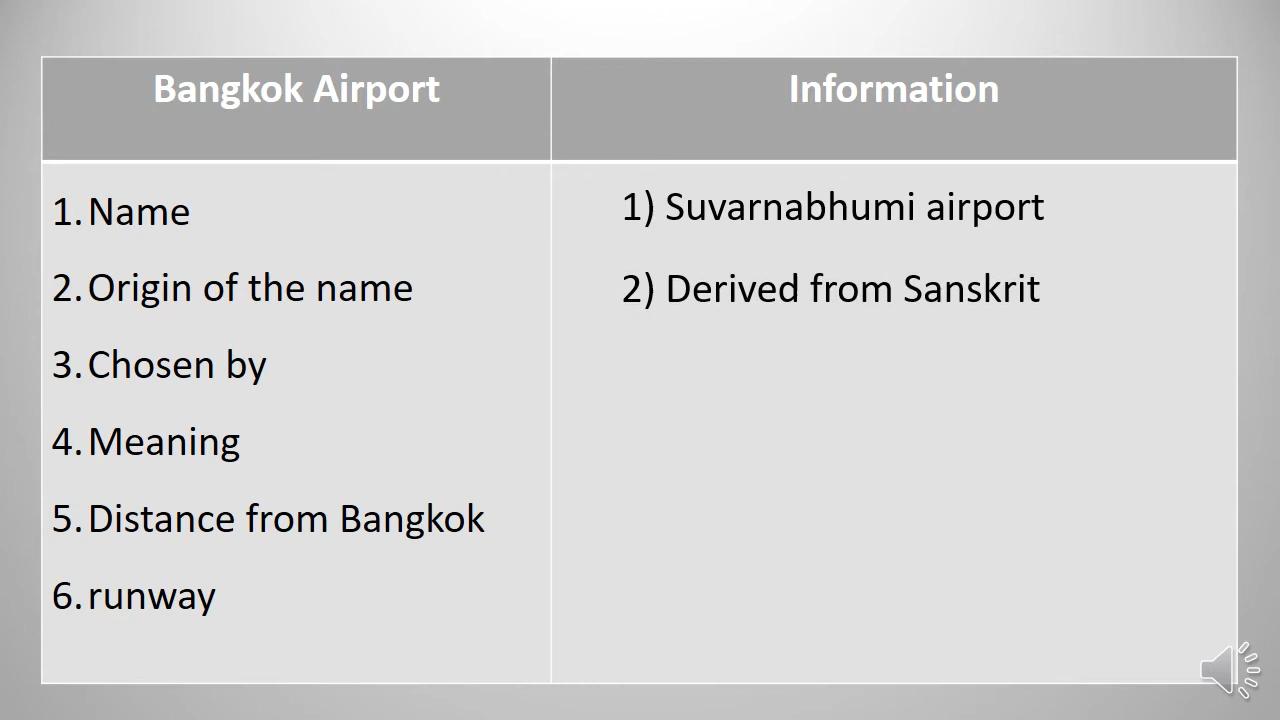 Bangkok Airport
Information
1. Name
2. Origin of the name
3. Chosen by
4. Meaning
5. Distance from Bangkok
6. runway
1) Suvarnabhumi airport
2) Derived from Sanskrit